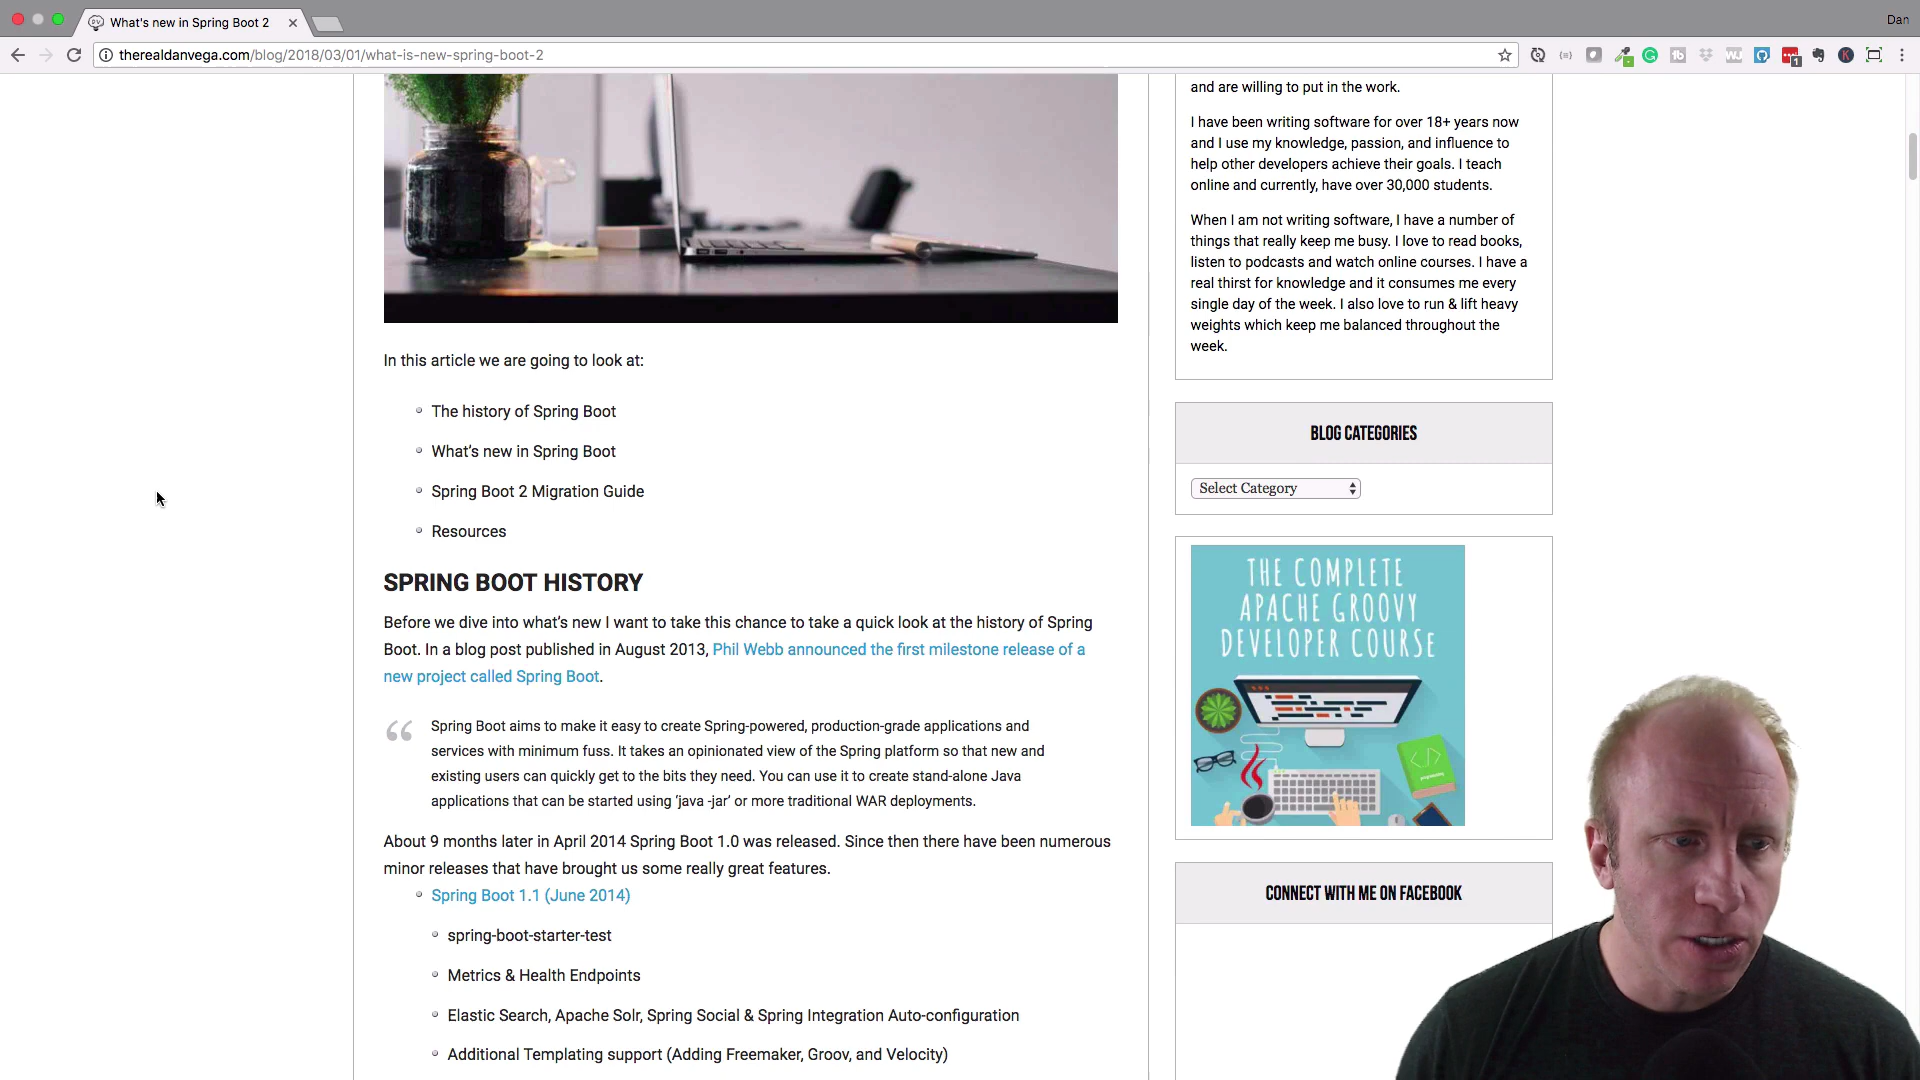 What's new in Spring Boot 2
Dan
therealdanvega.com/blog/2018/03/01/what-is-new-spring-boot-2
and are willing to put in the work.
I have been writing software for over 18+ years now
and I use my knowledge, passion, and influence to
help other developers achieve their goals. I teach
online and currently, have over 30,000 students.
When I am not writing software, I have a number of
things that really keep me busy. I love to read books,
listen to podcasts and watch online courses. I have a
real thirst for knowledge and it consumes me every
single day of the week. I also love to run & lift heavy
weights which keep me balanced throughout the
week.
In this article we are going to look at:
The history of Spring Boot
What's new in Spring Boot
Spring Boot 2 Migration Guide
Resources
SPRING BOOT HISTORY
Before we dive into what's new I want to take this chance to take a quick look at the history of Spring
Boot. In a blog post published in August 2013, Phil Webb announced the first milestone release of a
new project called Spring Boot.
Spring Boot aims to make it easy to create Spring-powered, production-grade applications and
services with minimum fuss. It takes an opinionated view of the Spring platform so that new and
existing users can quickly get to the bits they need. You can use it to create stand-alone Java
applications that can be started using 'java -jar' or more traditional WAR deployments.
About 9 months later in April 2014 Spring Boot 1.0 was released. Since then there have been numerous
minor releases that have brought us some really great features.
Spring Boot 1.1 (June 2014)
spring-boot-starter-test
Metrics & Health Endpoints
Elastic Search, Apache Solr, Spring Social & Spring Integration Auto-configuration
Additional Templating support (Adding Freemaker, Groov, and Velocity)
BLOG CATEGORIES
Select Category
THE COMPLETE
APACHE GROOVY
DEVELOPER COURSE
CONNECT WITH ME ON FACEBOOK